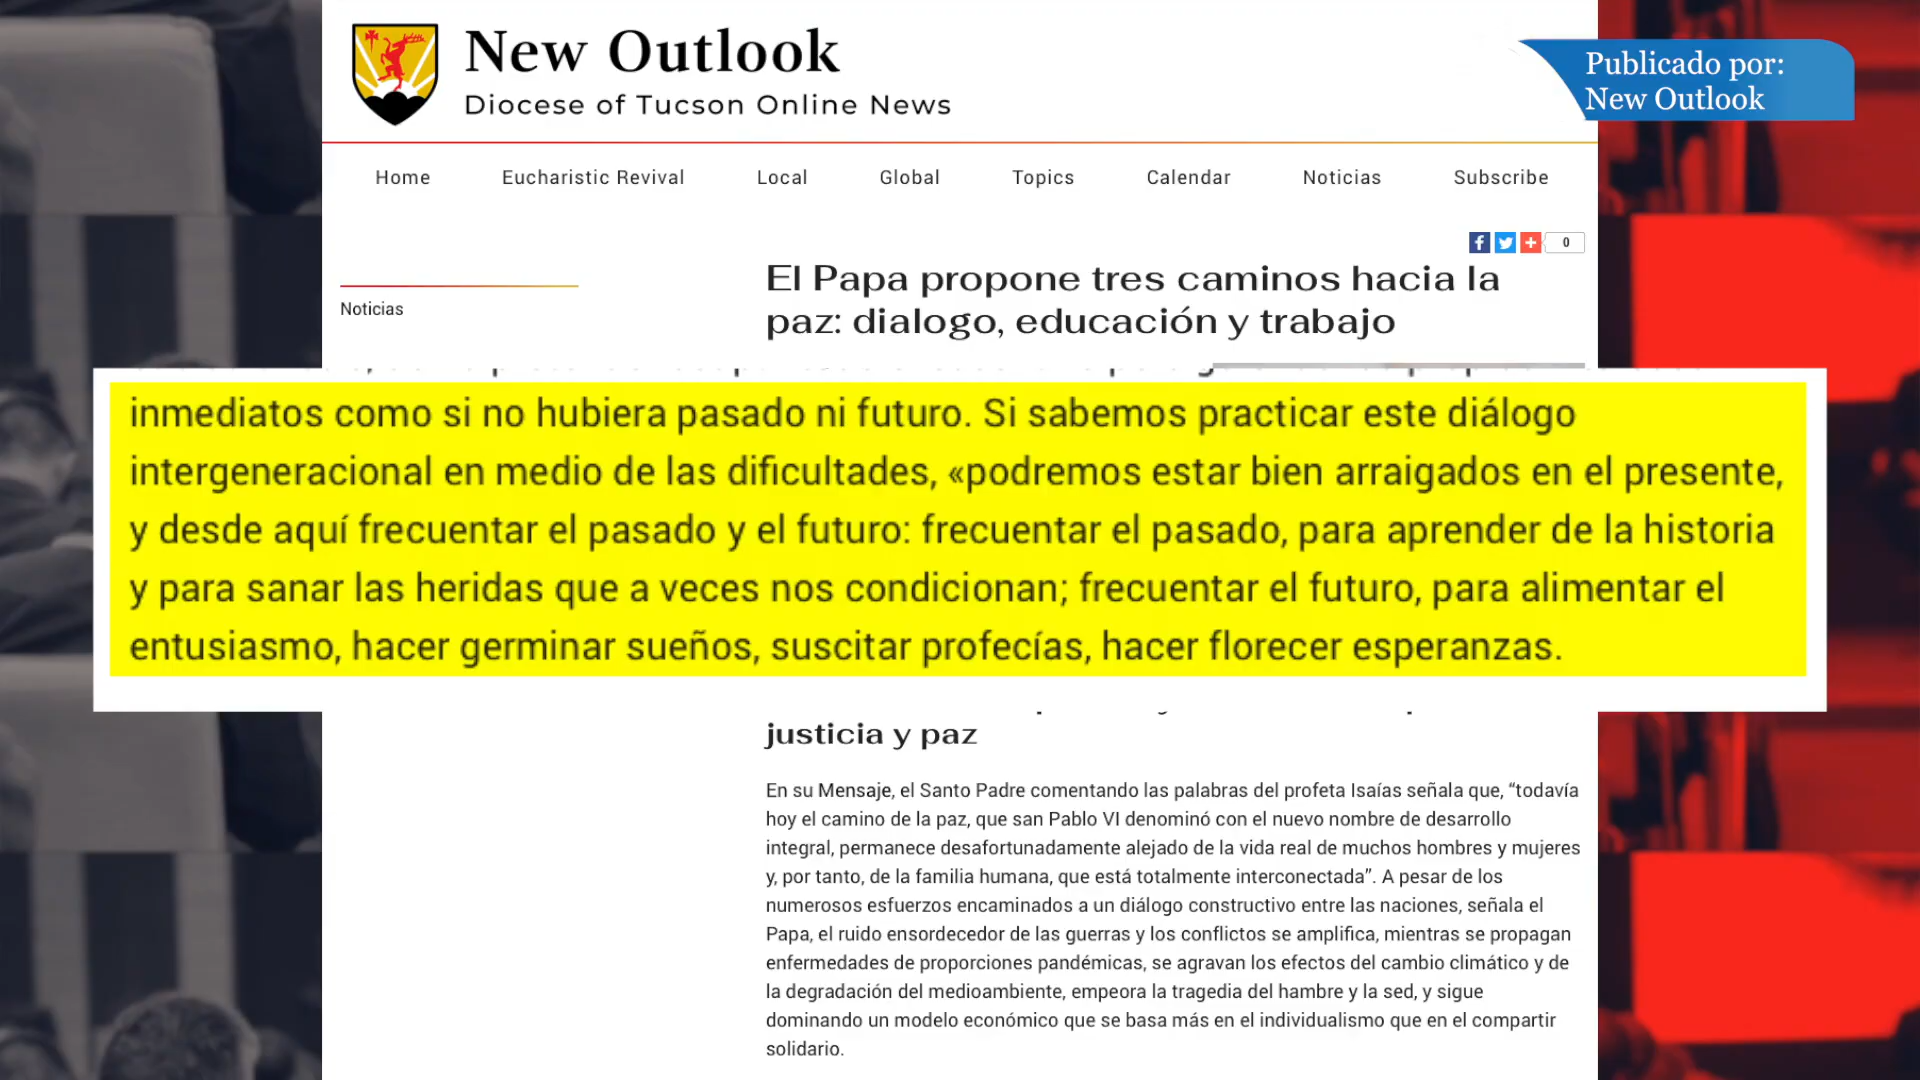 New Outlook
Diocese of Tucson Online News
Publicado por:
New Outlook
Home Eucharistic Revival Local Global Topics Calendar Noticias Subscribe
0
Noticias
El Papa propone tres caminos hacia la
paz: dialogo, educación y trabajo
inmediatos como si no hubiera pasado ni futuro. Si sabemos practicar este diálogo
intergeneracional en medio de las dificultades, «podremos estar bien arraigados en el presente,
y desde aquí frecuentar el pasado y el futuro: frecuentar el pasado, para aprender de la historia
y para sanar las heridas que a veces nos condicionan; frecuentar el futuro, para alimentar el
entusiasmo, hacer germinar sueños, suscitar profecías, hacer florecer esperanzas.
justicia y paz
En su Mensaje, el Santo Padre comentando las palabras del profeta Isaías señala que, “todavía
hoy el camino de la paz, que san Pablo VI denominó con el nuevo nombre de desarrollo
integral, permanece desafortunadamente alejado de la vida real de muchos hombres y mujeres
y, por tanto, de la familia humana, que está totalmente interconectada”. A pesar de los
numerosos esfuerzos encaminados a un diálogo constructivo entre las naciones, señala el
Papa, el ruido ensordecedor de las guerras y los conflictos se amplifica, mientras se propagan
enfermedades de proporciones pandémicas, se agravan los efectos del cambio climático y de
la degradación del medioambiente, empeora la tragedia del hambre y la sed, y sigue
dominando un modelo económico que se basa más en el individualismo que en el compartir
solidario.